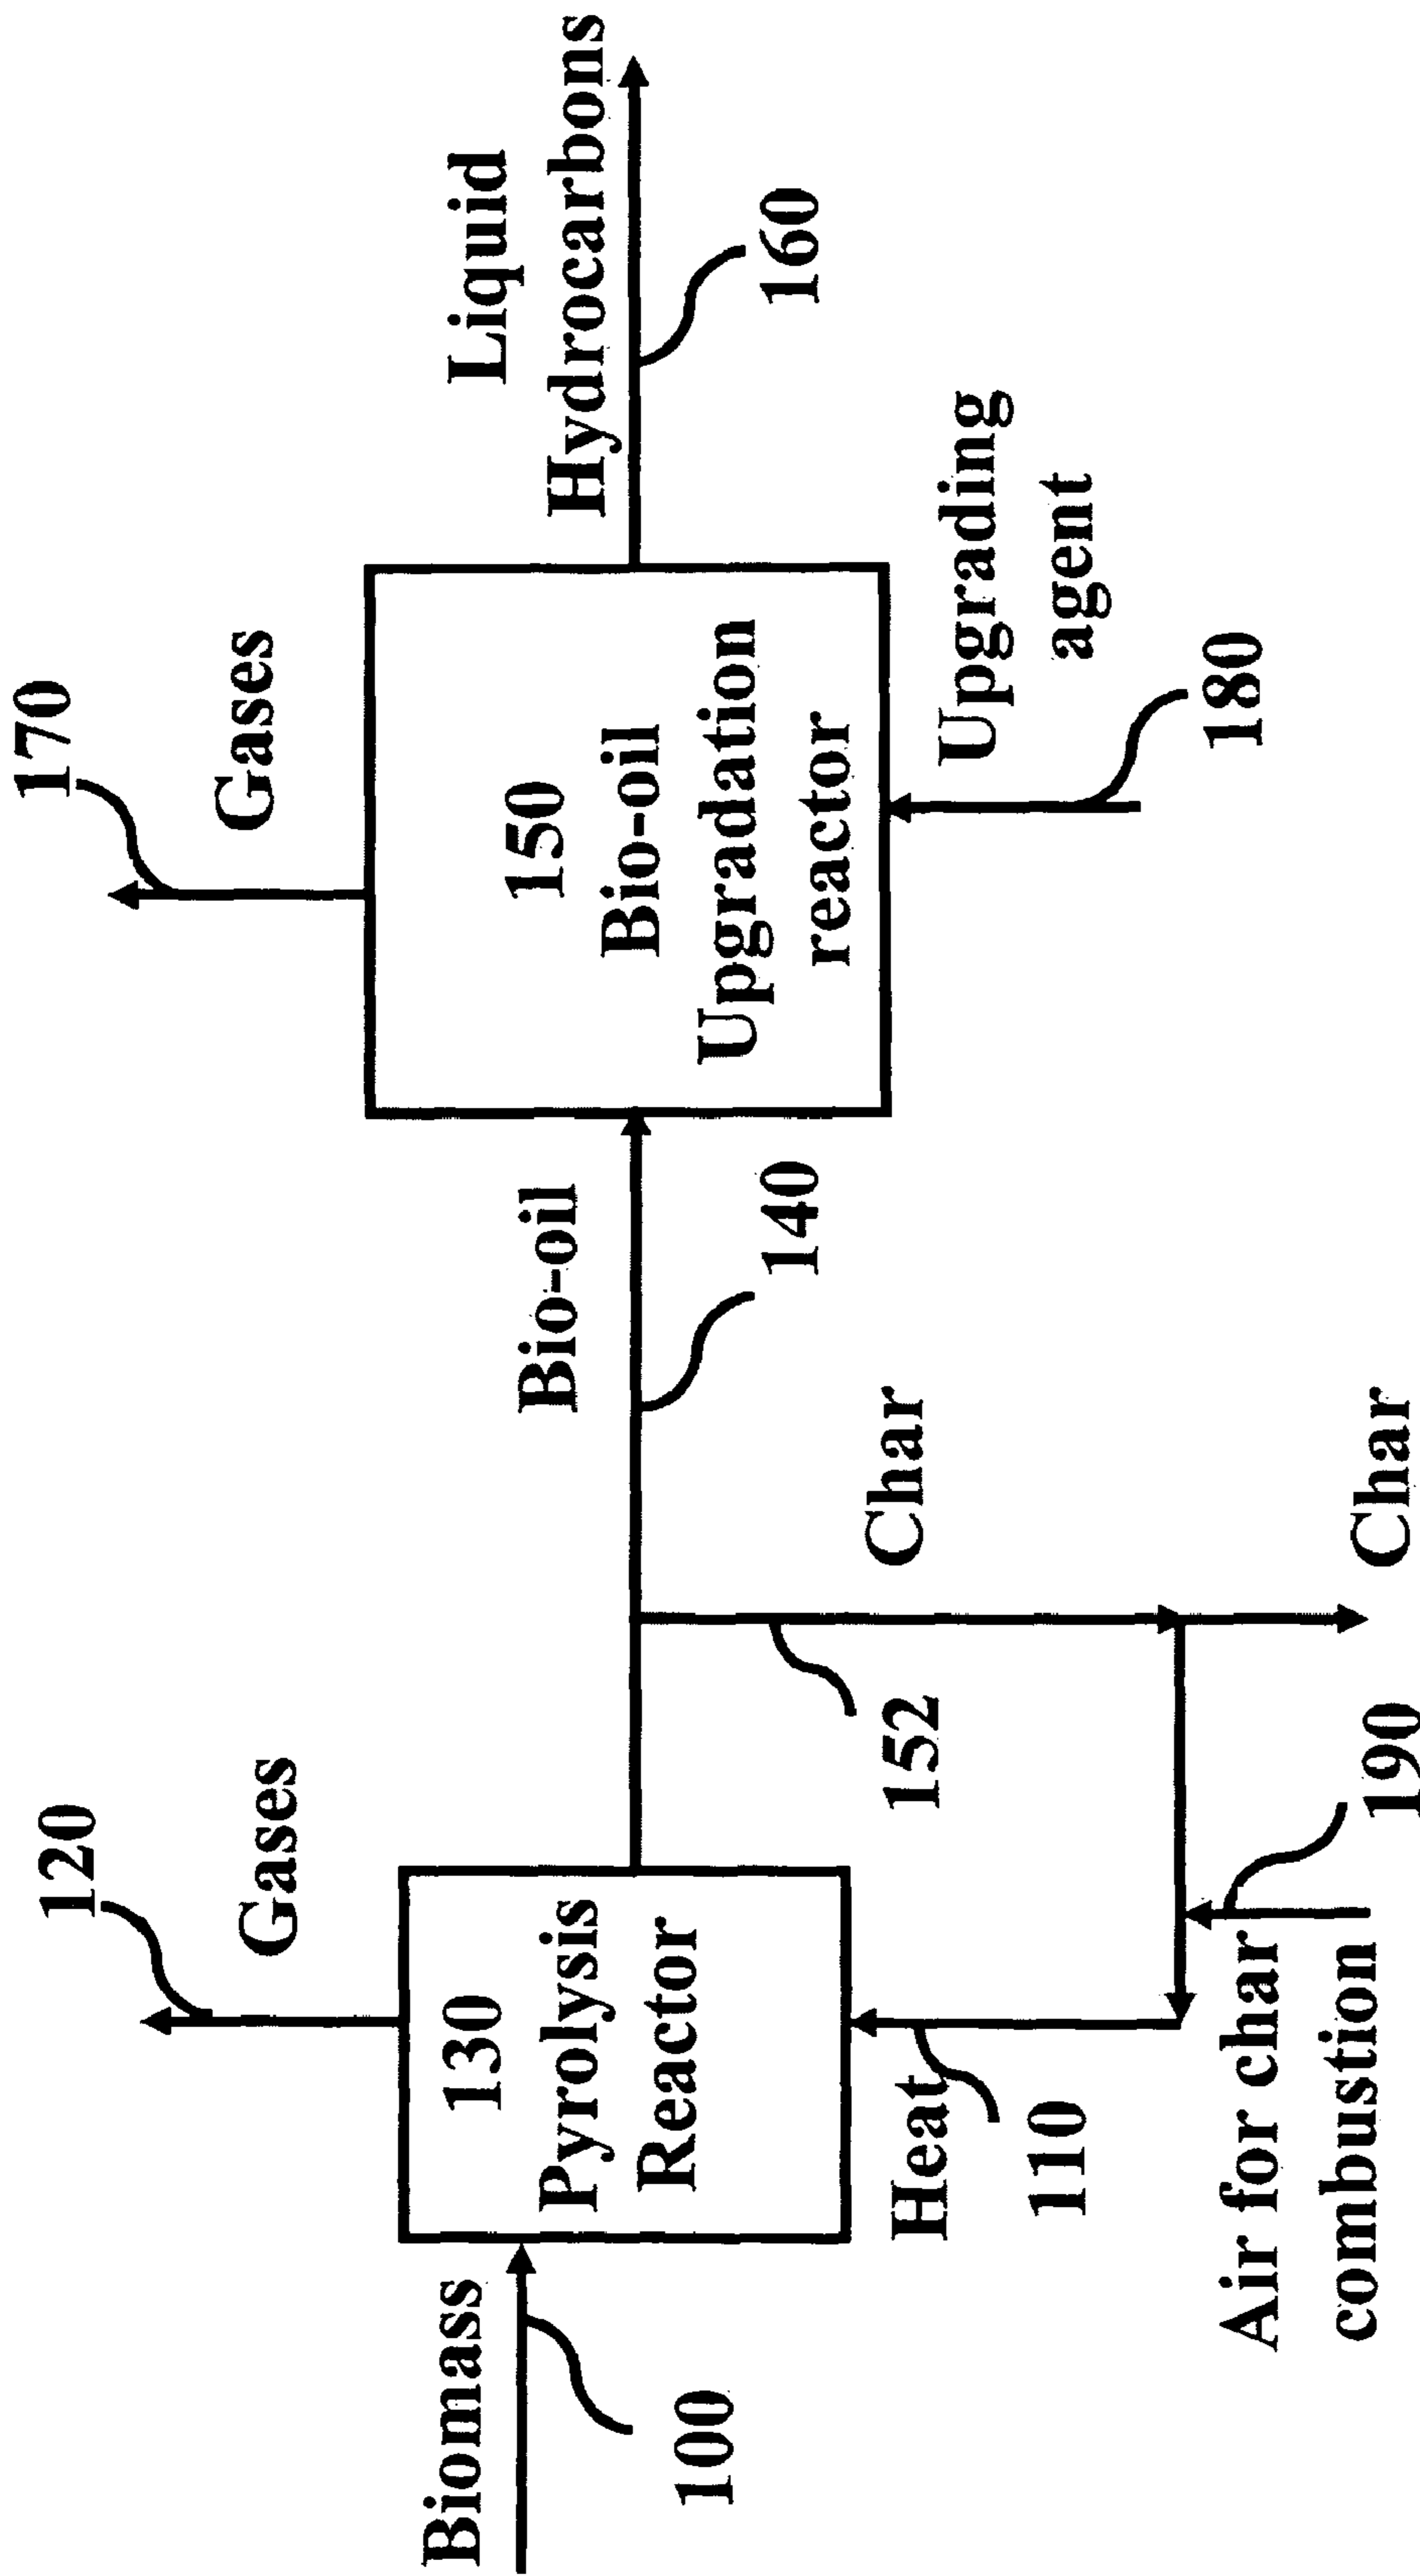 170
Gases
120
Gases
Liquid
Hydrocarbons
150
Bio-oil
Upgradation
reactor
Bio-oil
130
Pyrolysis
Reactor
Biomass
100
160
140
Upgrading
agent
180
Char
152
Heat
110
Air for char
combustion
190
Char